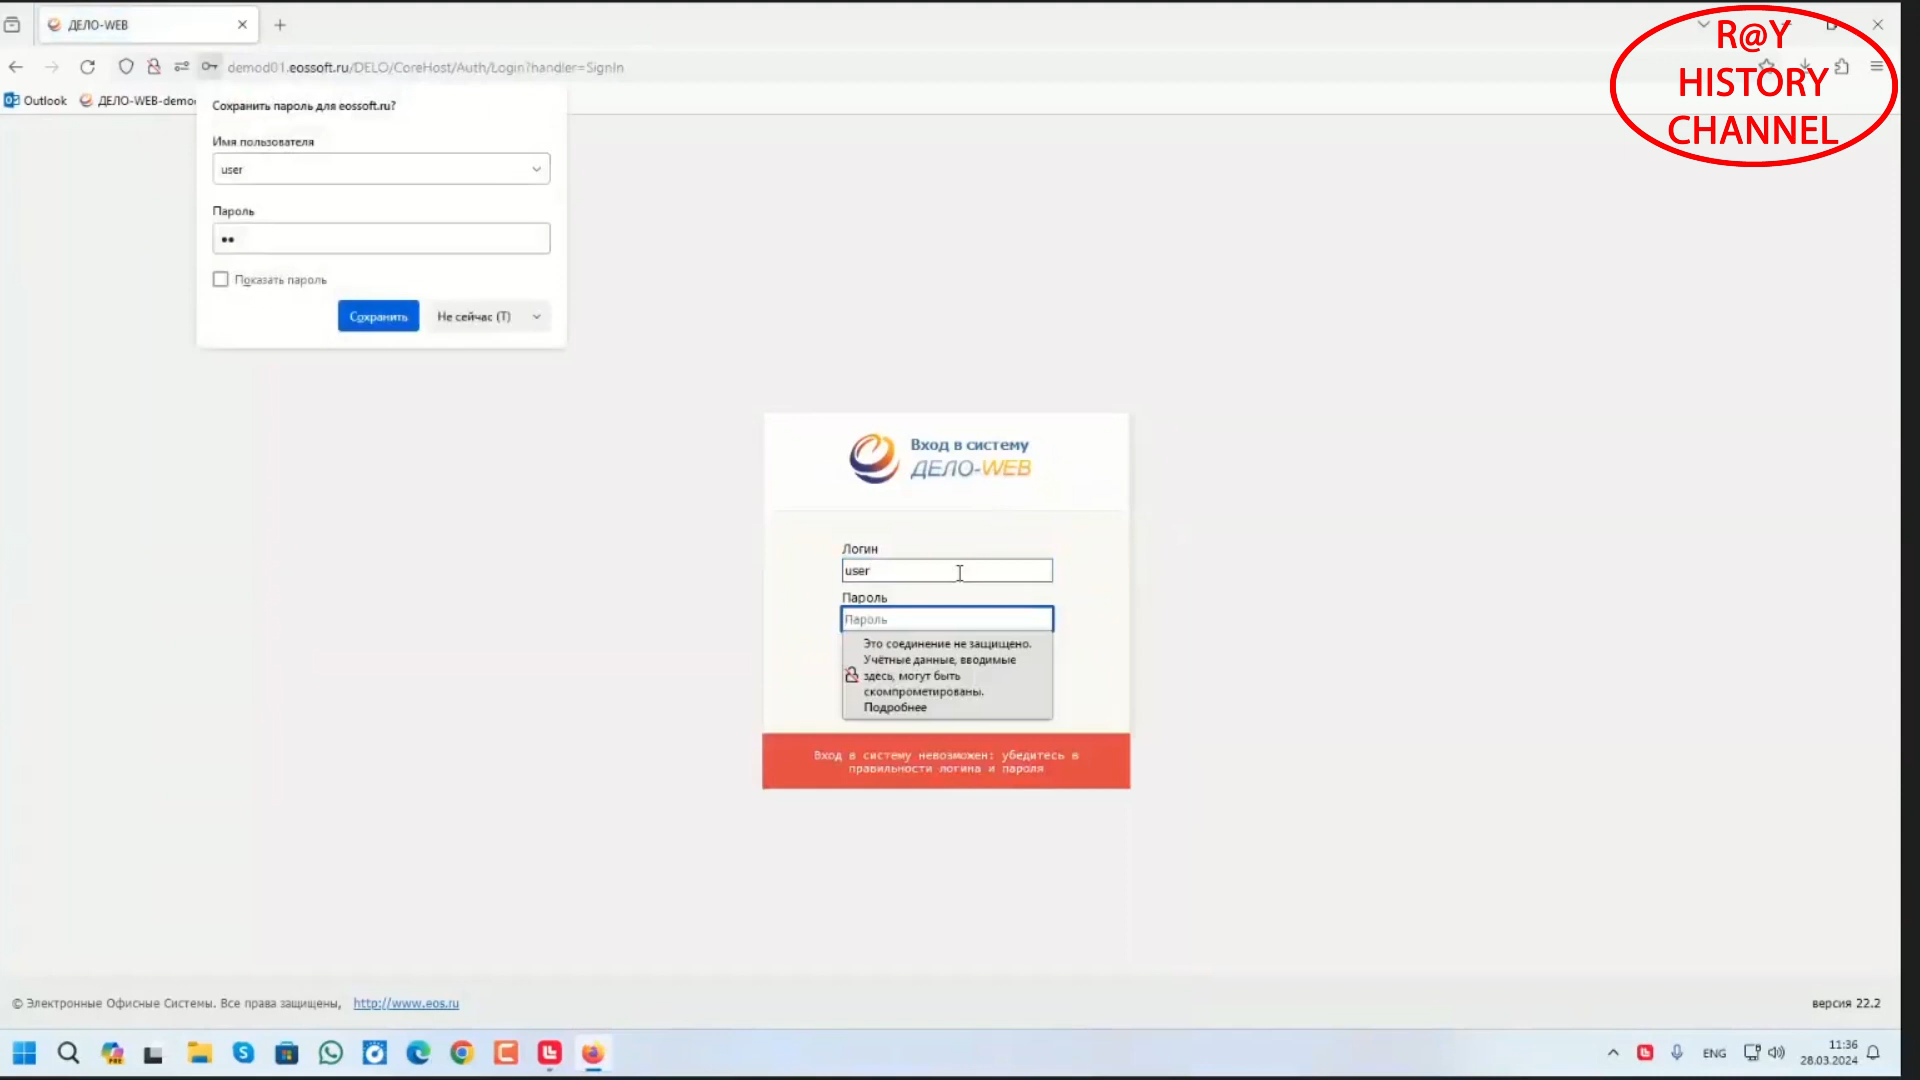 ДЕЛО-WEB
R@Y
HISTORY
CHANNEL
demod01.eossoft.ru/DELO/CoreHost/Auth/Login?handler=SignIn
Outlook
ДЕЛО-WEB-demo
Сохранить пароль для eossoft.ru?
Имя пользователя
user
Пароль
Показать пароль
Сохранить
Не сейчас (Т)
Вход в систему
ДЕЛО-WEB
Логин
user
Пароль
Пароль
Это соединение не защищено.
Учётные данные, вводимые
здесь, могут быть
скомпрометированы.
Подробнее
Вход в систему невозможен: убедитесь в
правильности логина и пароля
© Электронные Офисные Системы. Все права защищены, http://www.eos.ru
версия 22.2
ENG
11:36
28.03.2024